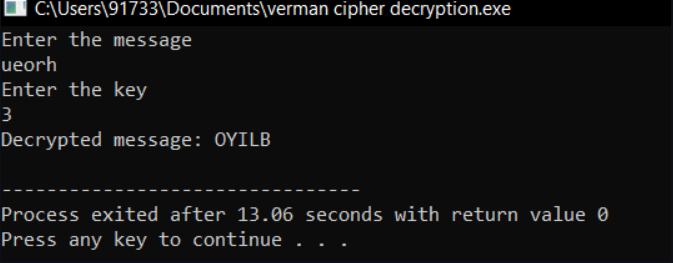 C:\Users\91733\Documents\verman cipher decryption.exe
Enter the message
ueorh
Enter the key
3
Decrypted message: OYILB
--------------------------------
Process exited after 13.06 seconds with return value 0
Press any key to continue . . .